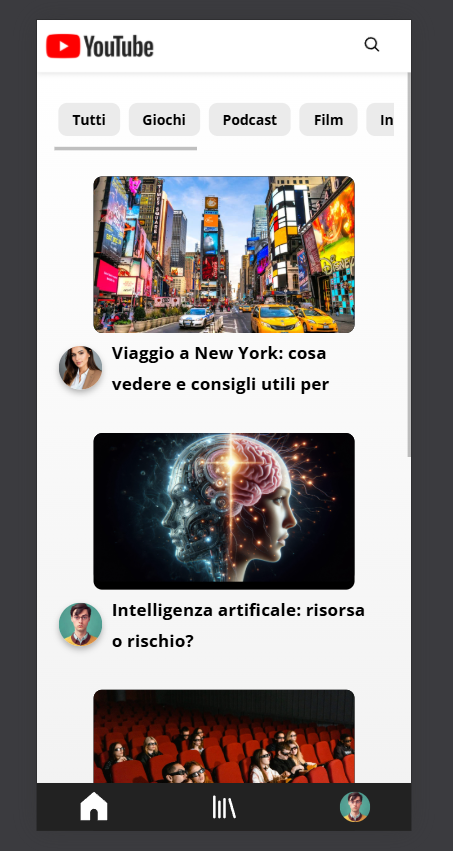 YouTube
Tutti
Giochi
Podcast
Film
In
Viaggio a New York: cosa
vedere e consigli utili per
Intelligenza artificale: risorsa
o rischio?